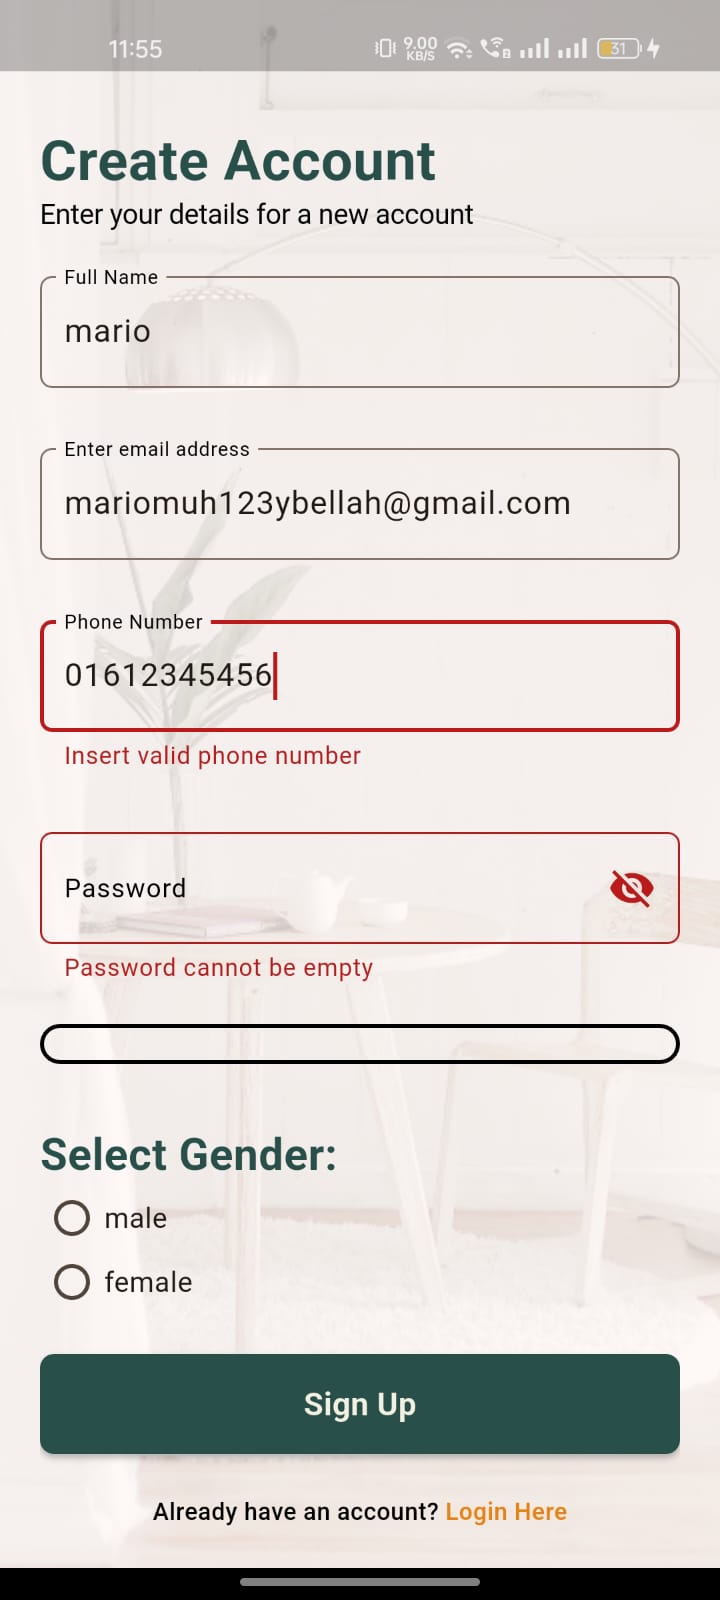 11:55
9.00
KB/S
31
Create Account
Enter your details for a new account
Full Name
mario
Enter email address
mariomuh123ybellah@gmail.com
Phone Number
01612345456
Insert valid phone number
Password
Password cannot be empty
Select Gender:
male
female
Sign Up
Already have an account? Login Here